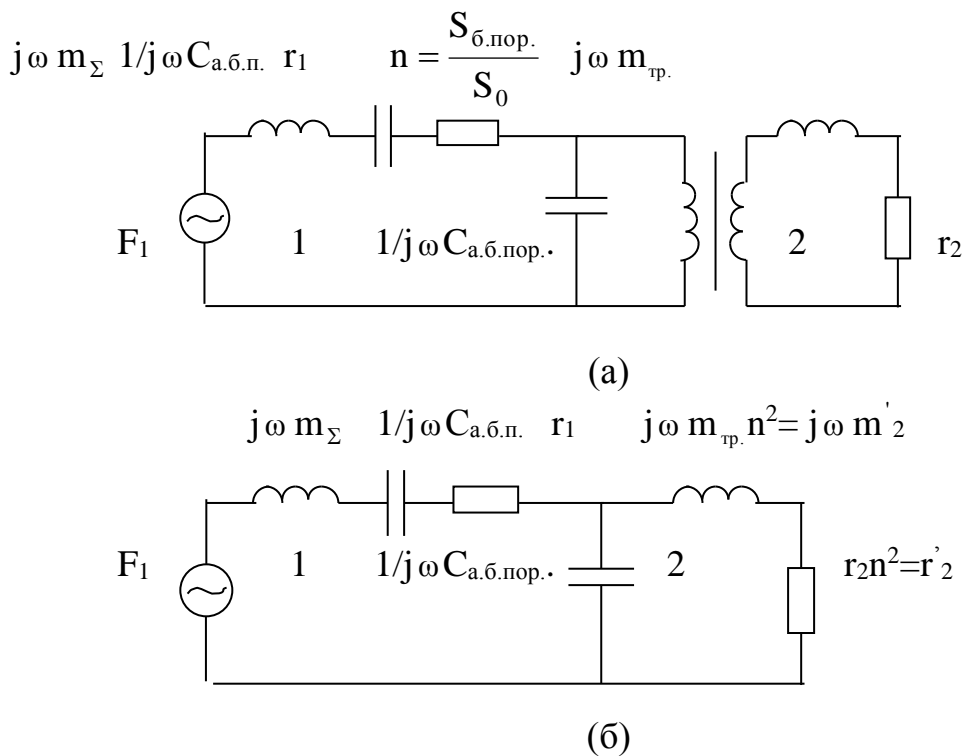 jω m_Σ 1/jωC_а.б.п. r₁ n = S_б.пор./S₀ jω m_тр.
F₁ 1 1/jωC_а.б.пор. 2 r₂
(а)
jω m_Σ 1/jωC_а.б.п. r₁ jω m_тр. n²= jω m'₂
F₁ 1 1/jωC_а.б.пор. 2 r₂n²=r'₂
(б)